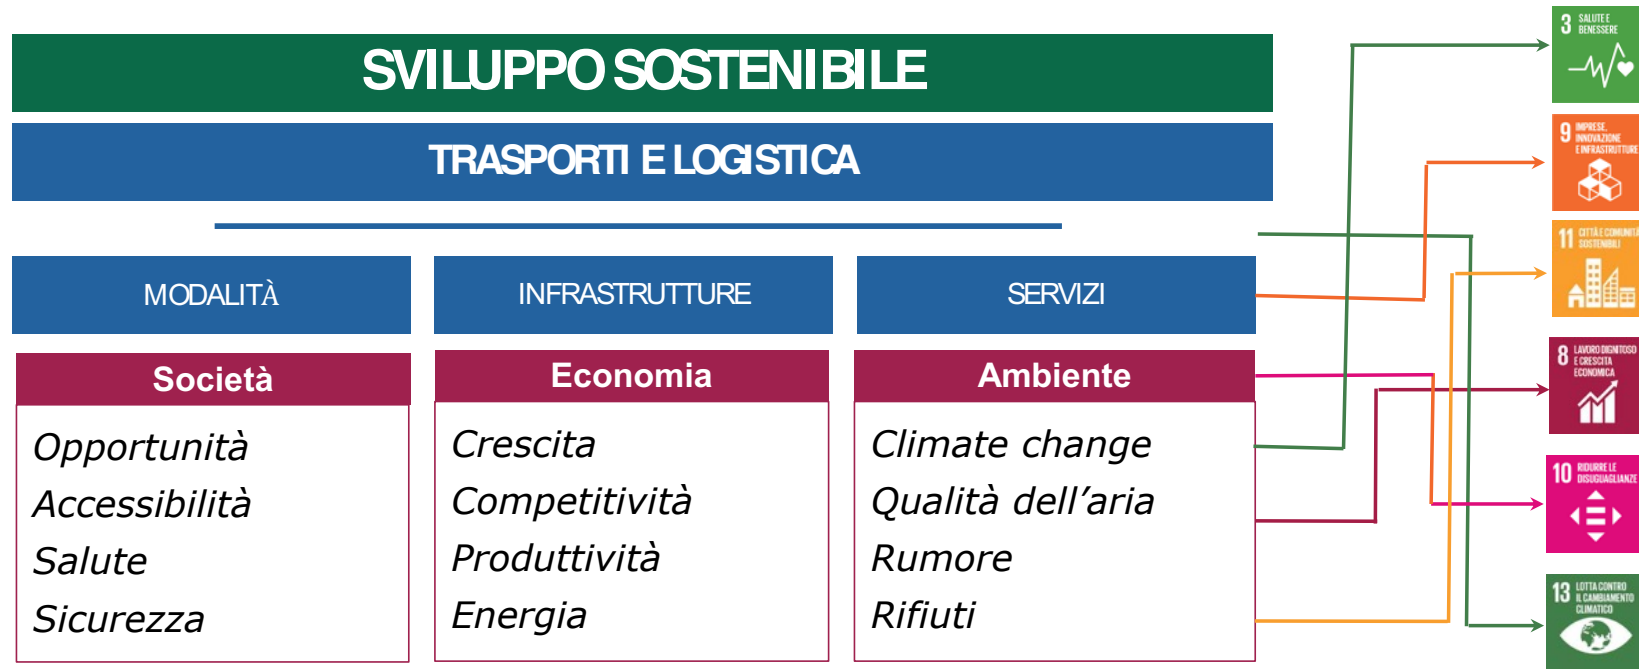 SVILUPPO SOSTENIBILE
TRASPORTI E LOGISTICA
MODALITÀ
INFRASTRUTTURE
SERVIZI
Società
Opportunità
Accessibilità
Salute
Sicurezza
Economia
Crescita
Competitività
Produttività
Energia
Ambiente
Climate change
Qualità dell’aria
Rumore
Rifiuti
3 SALUTE E
BENESSERE
9 IMPRESE,
INNOVAZIONE
E INFRASTRUTTURE
11 CITTÀ E COMUNITÀ
SOSTENIBILI
8 LAVORO DIGNITOSO
E CRESCITA
ECONOMICA
10 RIDURRE LE
DISUGUAGLIANZE
13 LOTTA CONTRO
IL CAMBIAMENTO
CLIMATICO